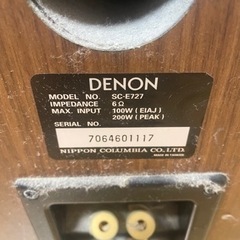 DENON
MODEL NO. SC-E727
IMPEDANCE 6Ω
MAX. INPUT 100W (EIAJ)
200W (PEAK)
SERIAL NO.
7064601117
NIPPON COLUMBIA CO., LTD.